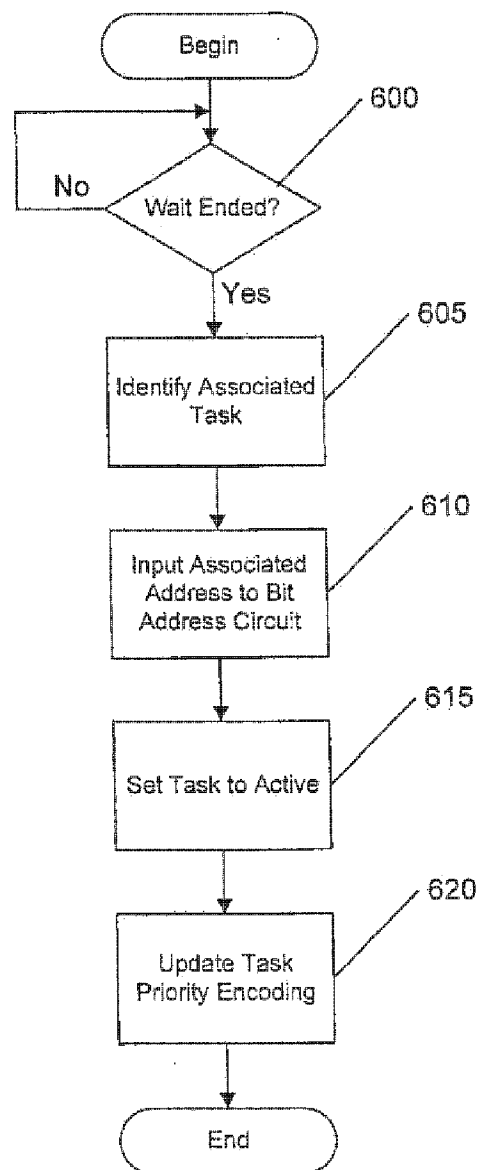 Begin
600
Wait Ended?
No
Yes
605
Identify Associated
Task
610
Input Associated
Address to Bit
Address Circuit
615
Set Task to Active
620
Update Task
Priority Encoding
End